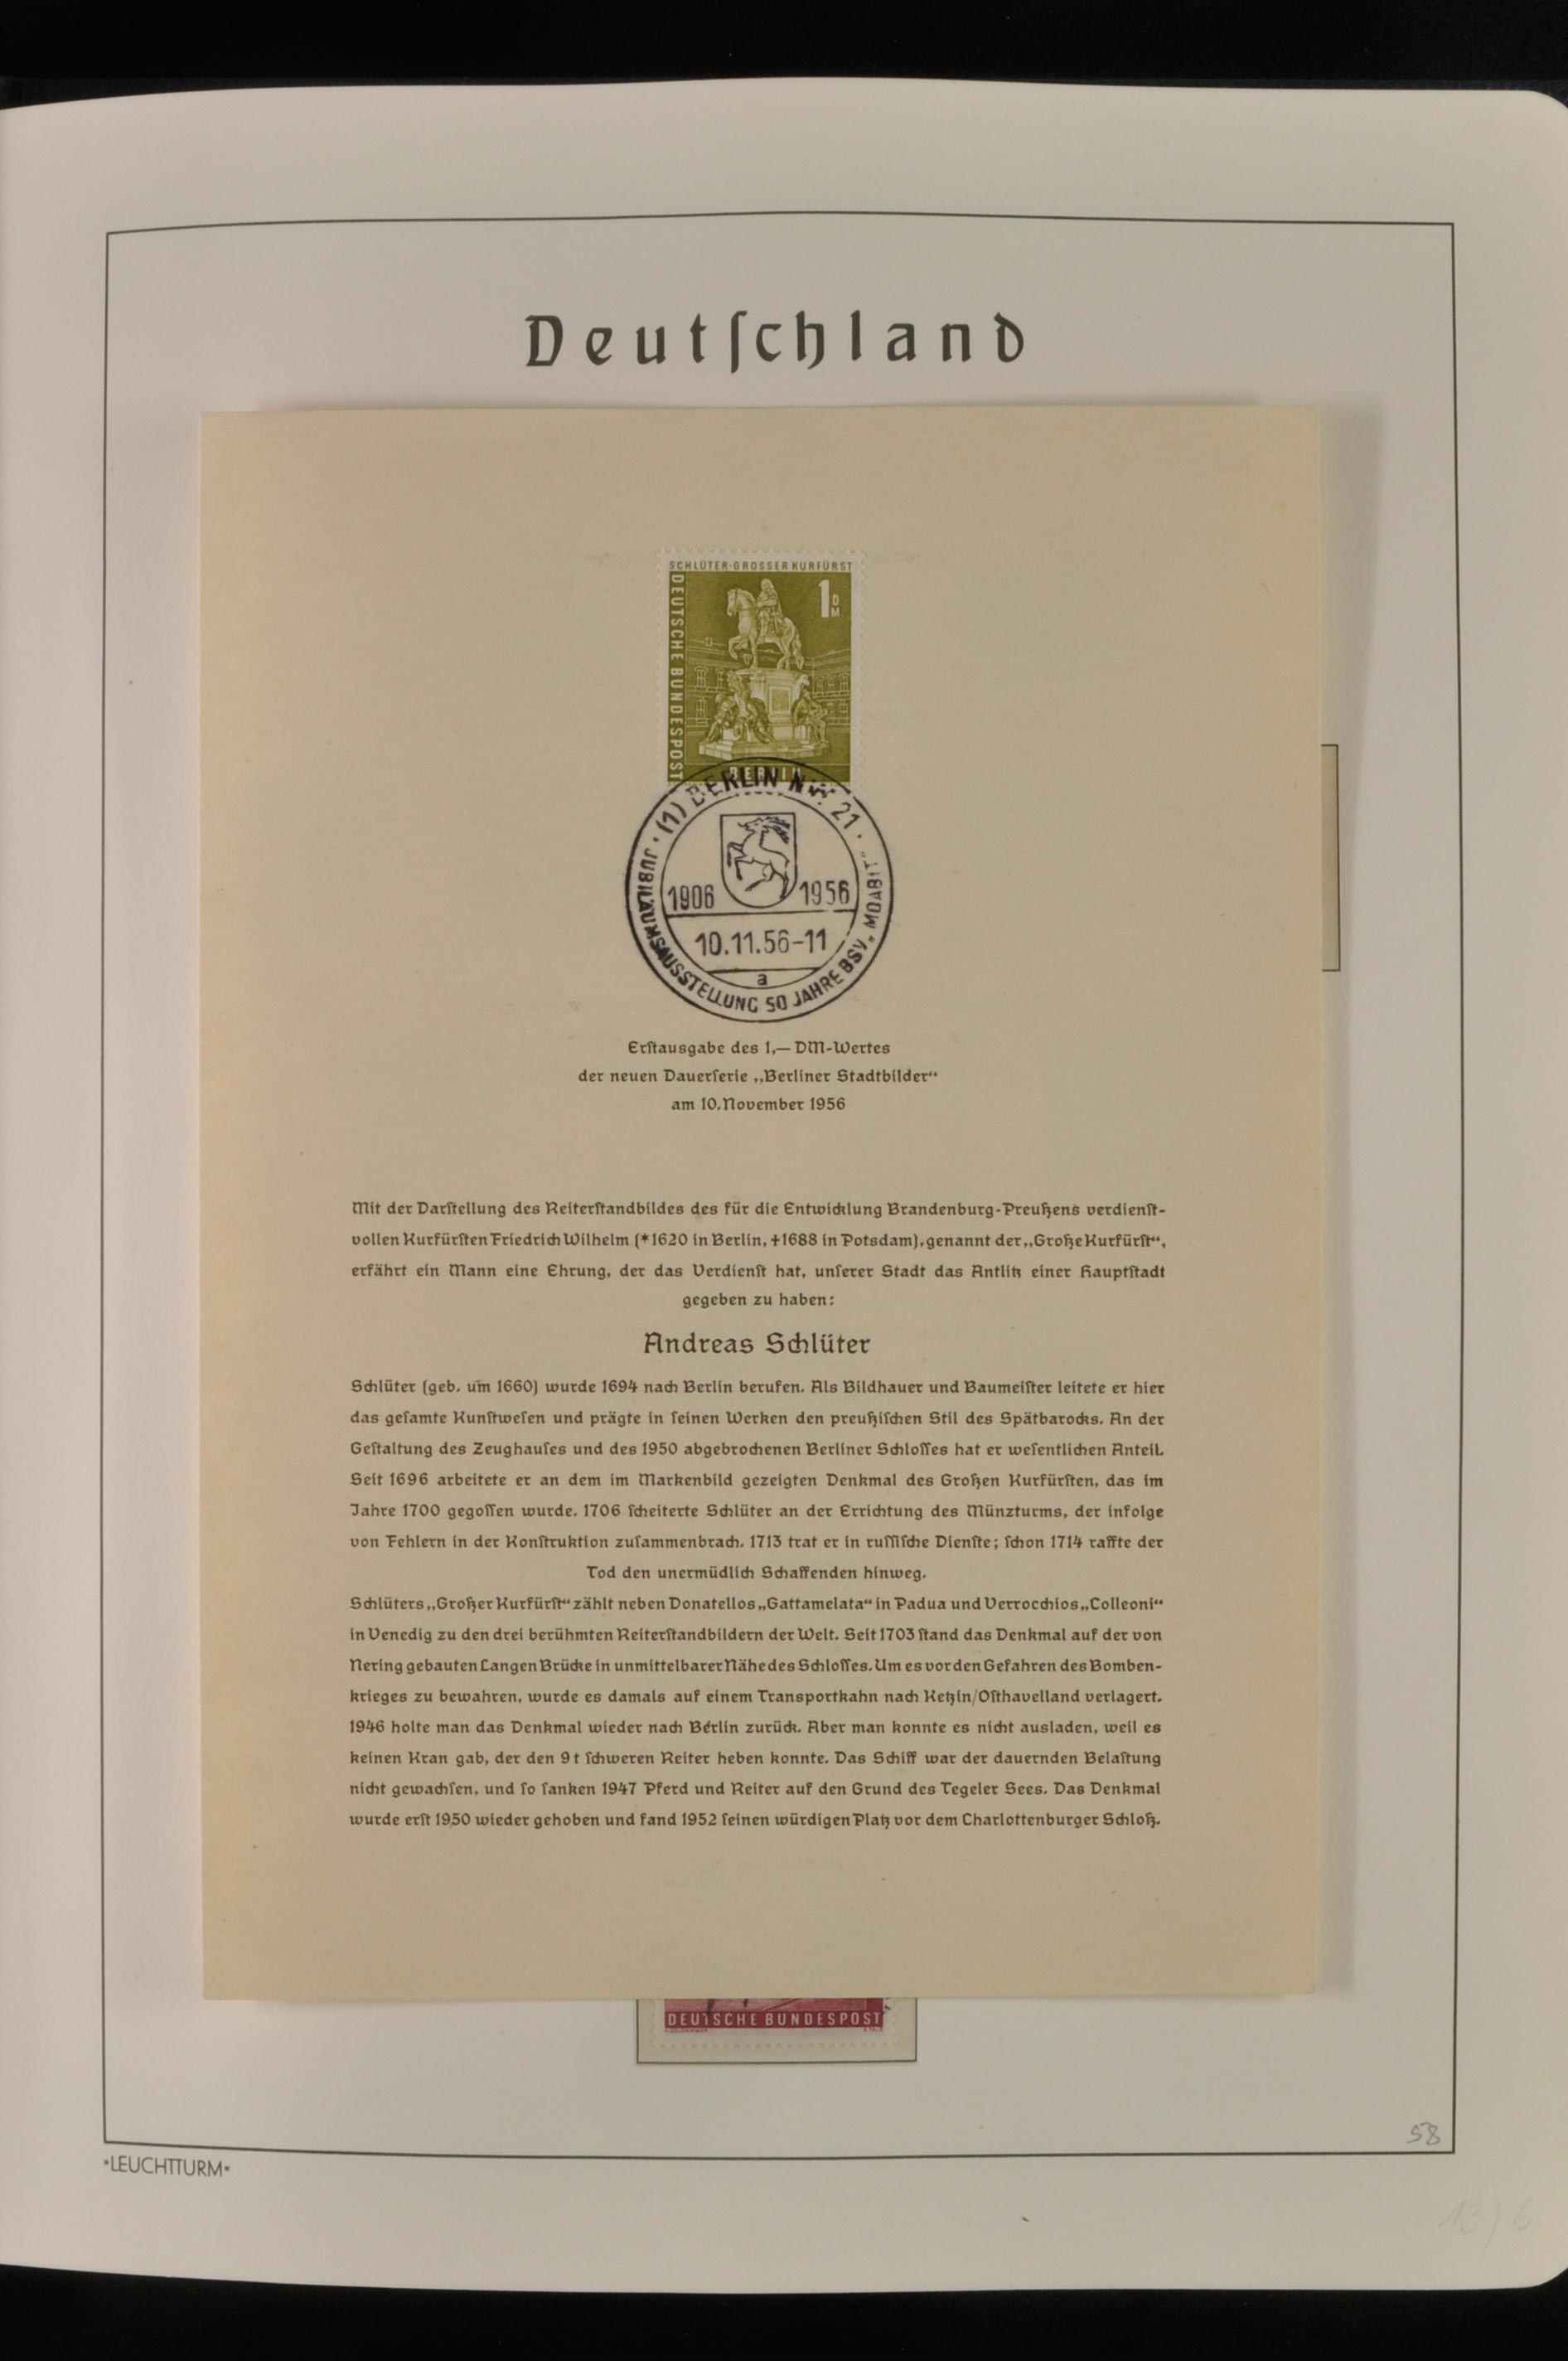 Deutſchland
SCHLÜTER·GROSSER KURFÜRST
1 DM
DEUTSCHE BUNDESPOST
BERLIN
(1) BERLIN NW 21
1906 1956
10.11.56-11
a
JUBILÄUMSAUSSTELLUNG 50 JAHRE BSV. „MOABIT"
Erſtausgabe des 1,— DM-Wertes
der neuen Dauerſerie „Berliner Stadtbilder“
am 10. November 1956
Mit der Darſtellung des Reiterſtandbildes des für die Entwicklung Brandenburg-Preußens verdienſt-
vollen Kurfürſten Friedrich Wilhelm (*1620 in Berlin, +1688 in Potsdam), genannt der „Große Kurfürſt“,
erfährt ein Mann eine Ehrung, der das Verdienſt hat, unſerer Stadt das Antlitz einer Hauptſtadt
gegeben zu haben:
Andreas Schlüter
Schlüter (geb. um 1660) wurde 1694 nach Berlin berufen. Als Bildhauer und Baumeiſter leitete er hier
das geſamte Kunſtweſen und prägte in ſeinen Werken den preußiſchen Stil des Spätbarocks. An der
Geſtaltung des Zeughauſes und des 1950 abgebrochenen Berliner Schloſſes hat er weſentlichen Anteil.
Seit 1696 arbeitete er an dem im Markenbild gezeigten Denkmal des Großen Kurfürſten, das im
Jahre 1700 gegoſſen wurde. 1706 ſcheiterte Schlüter an der Errichtung des Münzturms, der infolge
von Fehlern in der Konſtruktion zuſammenbrach. 1713 trat er in ruſſiſche Dienſte; ſchon 1714 raffte der
Tod den unermüdlich Schaffenden hinweg.
Schlüters „Großer Kurfürſt“ zählt neben Donatellos „Gattamelata“ in Padua und Verrocchios „Colleoni“
in Venedig zu den drei berühmten Reiterſtandbildern der Welt. Seit 1703 ſtand das Denkmal auf der von
Nering gebauten Langen Brücke in unmittelbarer Nähe des Schloſſes. Um es vor den Gefahren des Bomben-
krieges zu bewahren, wurde es damals auf einem Transportkahn nach Ketzin/Oſthavelland verlagert.
1946 holte man das Denkmal wieder nach Berlin zurück. Aber man konnte es nicht ausladen, weil es
keinen Kran gab, der den 9 t ſchweren Reiter heben konnte. Das Schiff war der dauernden Belaſtung
nicht gewachſen, und ſo ſanken 1947 Pferd und Reiter auf den Grund des Tegeler Sees. Das Denkmal
wurde erſt 1950 wieder gehoben und fand 1952 ſeinen würdigen Platz vor dem Charlottenburger Schloß.
DEUTSCHE BUNDESPOST
58
*LEUCHTTURM*
13/6